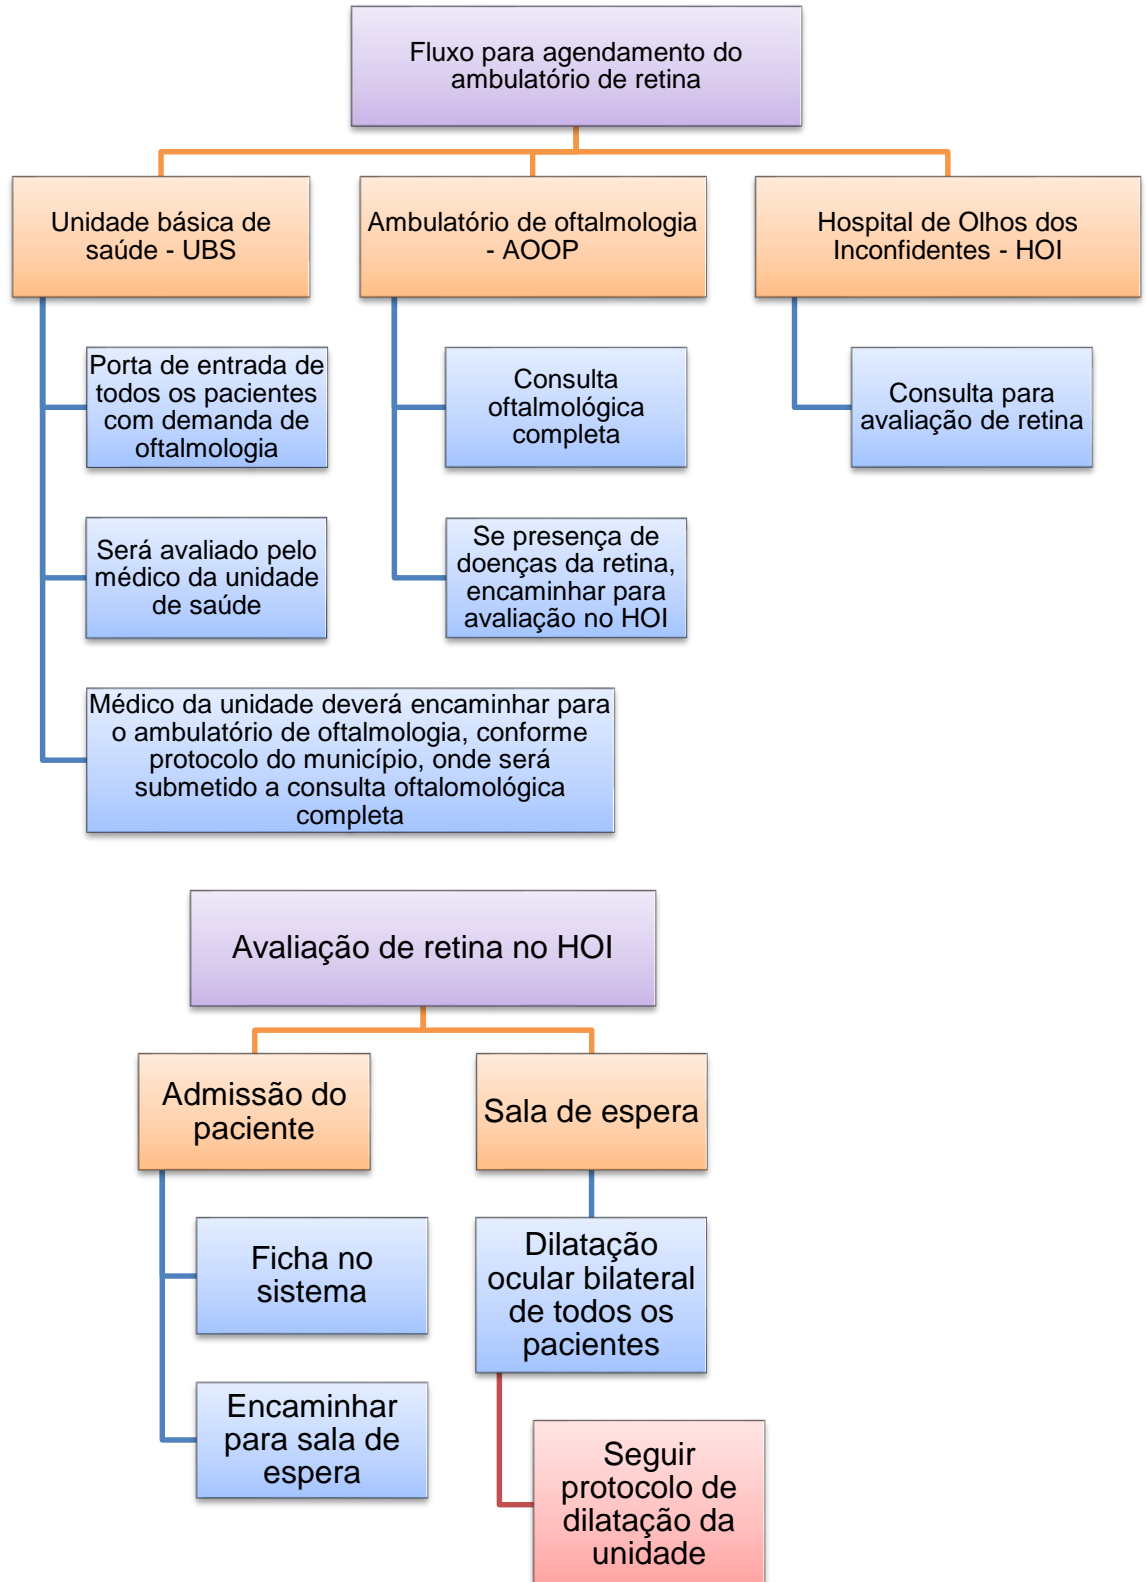 Fluxo para agendamento do
ambulatório de retina
Unidade básica de
saúde - UBS
Porta de entrada de
todos os pacientes
com demanda de
oftalmologia
Será avaliado pelo
médico da unidade
de saúde
Médico da unidade deverá encaminhar para
o ambulatório de oftalmologia, conforme
protocolo do município, onde será
submetido a consulta oftalomológica
completa
Ambulatório de oftalmologia
- AOOP
Consulta
oftalmológica
completa
Se presença de
doenças da retina,
encaminhar para
avaliação no HOI
Hospital de Olhos dos
Inconfidentes - HOI
Consulta para
avaliação de retina
Avaliação de retina no HOI
Admissão do
paciente
Ficha no
sistema
Encaminhar
para sala de
espera
Sala de espera
Dilatação
ocular bilateral
de todos os
pacientes
Seguir
protocolo de
dilatação da
unidade